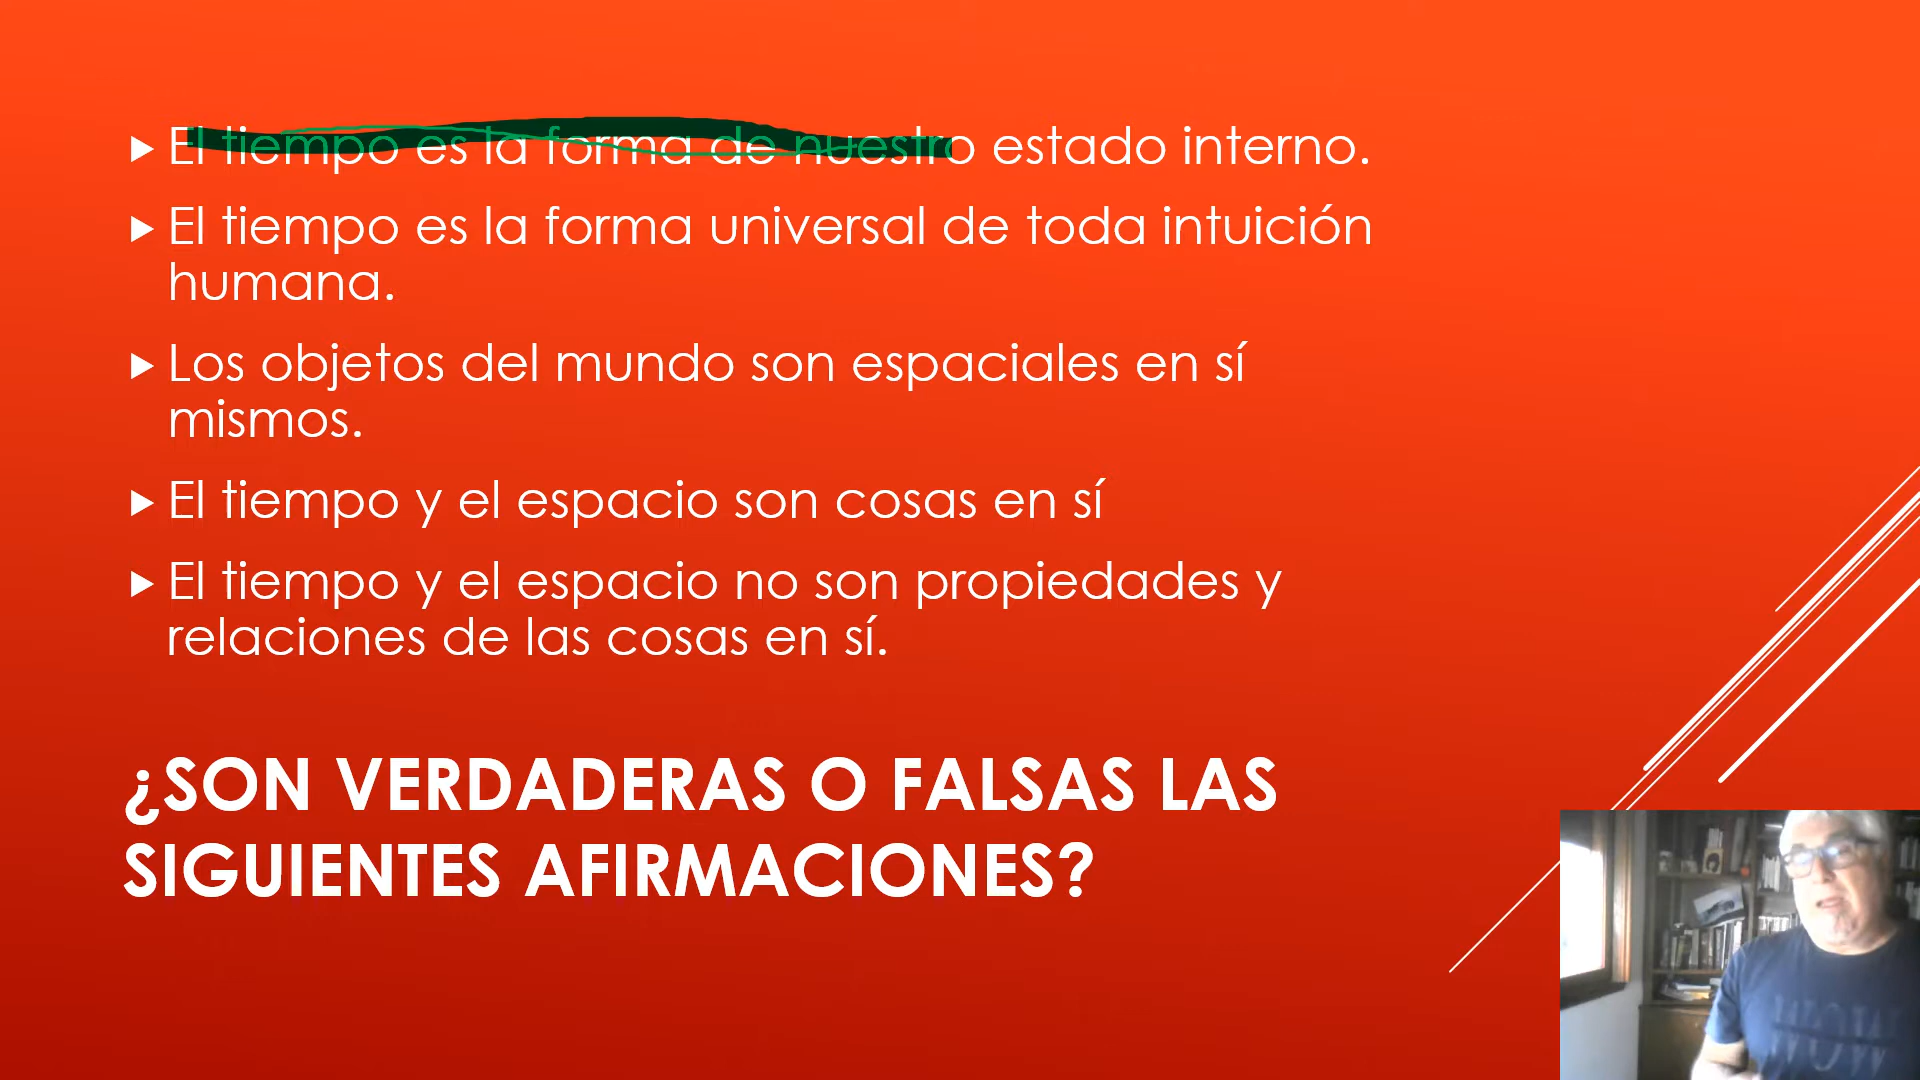 El tiempo es la forma de nuestro estado interno.
El tiempo es la forma universal de toda intuición
humana.
Los objetos del mundo son espaciales en sí
mismos.
El tiempo y el espacio son cosas en sí
El tiempo y el espacio no son propiedades y
relaciones de las cosas en sí.
¿SON VERDADERAS O FALSAS LAS
SIGUIENTES AFIRMACIONES?
WOW